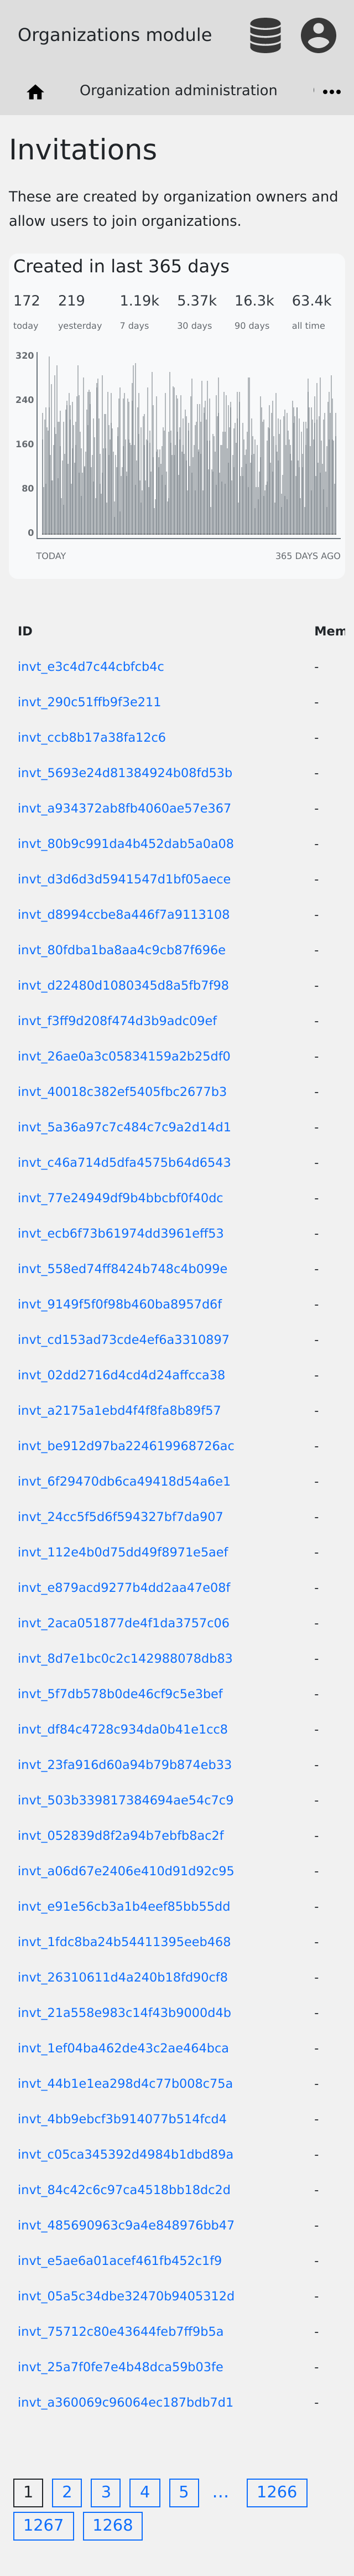 Organizations module
Organization administration
Invitations
These are created by organization owners and
allow users to join organizations.
Created in last 365 days
172 219 1.19k 5.37k 16.3k 63.4k
today yesterday 7 days 30 days 90 days all time
320
240
160
80
0
TODAY 365 DAYS AGO
ID Mem
invt_e3c4d7c44cbfcb4c -
invt_290c51ffb9f3e211 -
invt_ccb8b17a38fa12c6 -
invt_5693e24d81384924b08fd53b -
invt_a934372ab8fb4060ae57e367 -
invt_80b9c991da4b452dab5a0a08 -
invt_d3d6d3d5941547d1bf05aece -
invt_d8994ccbe8a446f7a9113108 -
invt_80fdba1ba8aa4c9cb87f696e -
invt_d22480d1080345d8a5fb7f98 -
invt_f3ff9d208f474d3b9adc09ef -
invt_26ae0a3c05834159a2b25df0 -
invt_40018c382ef5405fbc2677b3 -
invt_5a36a97c7c484c7c9a2d14d1 -
invt_c46a714d5dfa4575b64d6543 -
invt_77e24949df9b4bbcbf0f40dc -
invt_ecb6f73b61974dd3961eff53 -
invt_558ed74ff8424b748c4b099e -
invt_9149f5f0f98b460ba8957d6f -
invt_cd153ad73cde4ef6a3310897 -
invt_02dd2716d4cd4d24affcca38 -
invt_a2175a1ebd4f4f8fa8b89f57 -
invt_be912d97ba224619968726ac -
invt_6f29470db6ca49418d54a6e1 -
invt_24cc5f5d6f594327bf7da907 -
invt_112e4b0d75dd49f8971e5aef -
invt_e879acd9277b4dd2aa47e08f -
invt_2aca051877de4f1da3757c06 -
invt_8d7e1bc0c2c142988078db83 -
invt_5f7db578b0de46cf9c5e3bef -
invt_df84c4728c934da0b41e1cc8 -
invt_23fa916d60a94b79b874eb33 -
invt_503b339817384694ae54c7c9 -
invt_052839d8f2a94b7ebfb8ac2f -
invt_a06d67e2406e410d91d92c95 -
invt_e91e56cb3a1b4eef85bb55dd -
invt_1fdc8ba24b54411395eeb468 -
invt_26310611d4a240b18fd90cf8 -
invt_21a558e983c14f43b9000d4b -
invt_1ef04ba462de43c2ae464bca -
invt_44b1e1ea298d4c77b008c75a -
invt_4bb9ebcf3b914077b514fcd4 -
invt_c05ca345392d4984b1dbd89a -
invt_84c42c6c97ca4518bb18dc2d -
invt_485690963c9a4e848976bb47 -
invt_e5ae6a01acef461fb452c1f9 -
invt_05a5c34dbe32470b9405312d -
invt_75712c80e43644feb7ff9b5a -
invt_25a7f0fe7e4b48dca59b03fe -
invt_a360069c96064ec187bdb7d1 -
1 2 3 4 5 … 1266
1267 1268